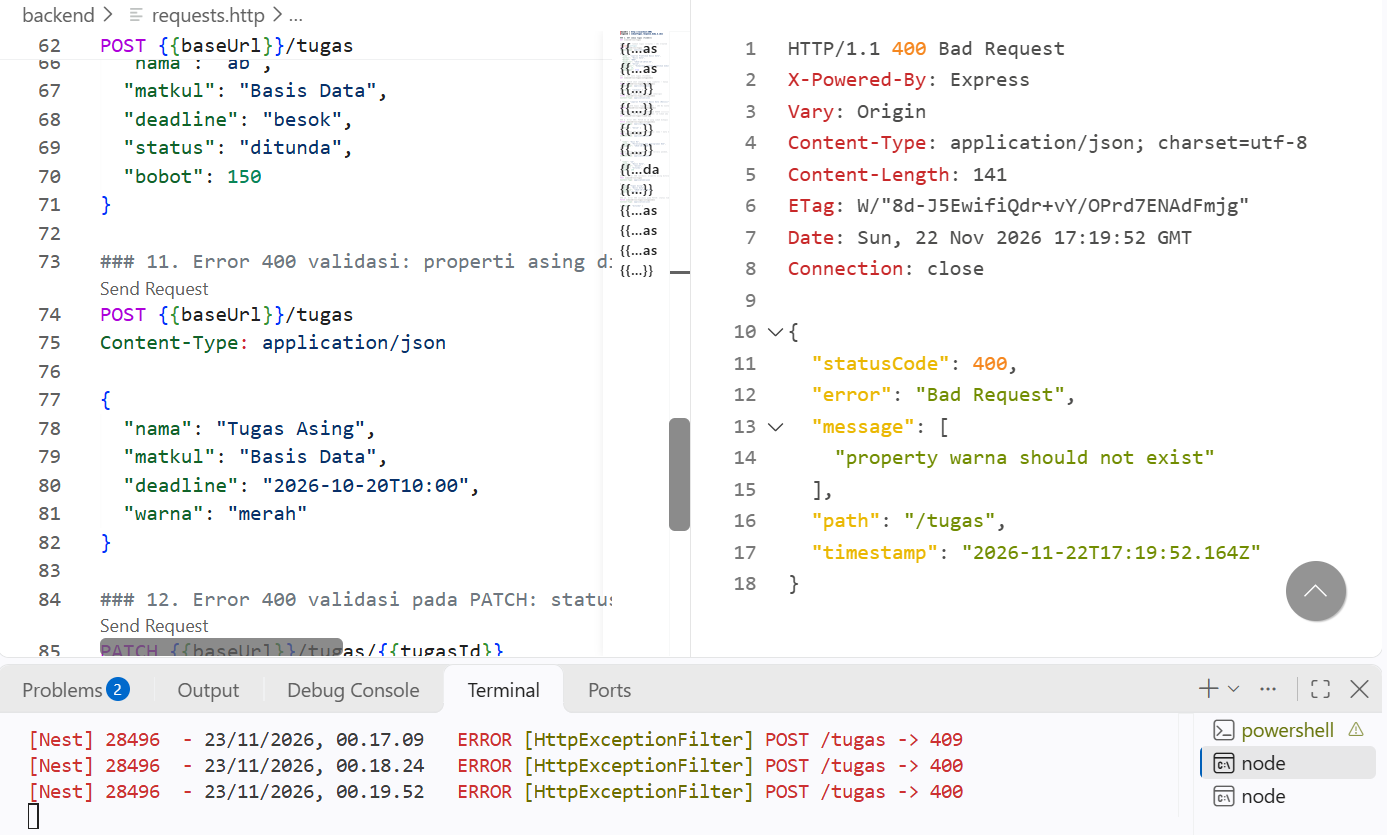 backend > requests.http > ...
62 POST {{baseUrl}}/tugas
66 "nama": "ab",
67 "matkul": "Basis Data",
68 "deadline": "besok",
69 "status": "ditunda",
70 "bobot": 150
71 }
72
73 ### 11. Error 400 validasi: properti asing di
Send Request
74 POST {{baseUrl}}/tugas
75 Content-Type: application/json
76
77 {
78 "nama": "Tugas Asing",
79 "matkul": "Basis Data",
80 "deadline": "2026-10-20T10:00",
81 "warna": "merah"
82 }
83
84 ### 12. Error 400 validasi pada PATCH: status
Send Request
85 PATCH {{baseUrl}}/tugas/{{tugasId}}
{{...as
{{...as
{{...}}
{{...}}
{{...}}
{{...}}
{{...da
{{...}}
{{...as
{{...as
{{...as
{{...}}
1 HTTP/1.1 400 Bad Request
2 X-Powered-By: Express
3 Vary: Origin
4 Content-Type: application/json; charset=utf-8
5 Content-Length: 141
6 ETag: W/"8d-J5EwifiQdr+vY/OPrd7ENAdFmjg"
7 Date: Sun, 22 Nov 2026 17:19:52 GMT
8 Connection: close
9
10 {
11 "statusCode": 400,
12 "error": "Bad Request",
13 "message": [
14 "property warna should not exist"
15 ],
16 "path": "/tugas",
17 "timestamp": "2026-11-22T17:19:52.164Z"
18 }
Problems 2 Output Debug Console Terminal Ports
[Nest] 28496 - 23/11/2026, 00.17.09 ERROR [HttpExceptionFilter] POST /tugas -> 409
[Nest] 28496 - 23/11/2026, 00.18.24 ERROR [HttpExceptionFilter] POST /tugas -> 400
[Nest] 28496 - 23/11/2026, 00.19.52 ERROR [HttpExceptionFilter] POST /tugas -> 400
powershell
node
node